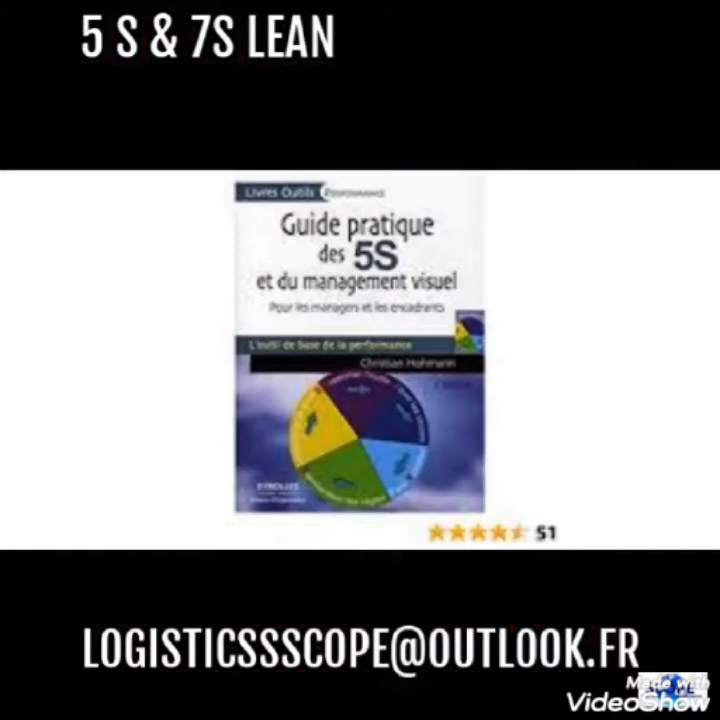 5 S & 7S LEAN
Livres Outils PERFORMANCE
Guide pratique
des 5S
et du management visuel
Pour les managers et les encadrants
L'outil de base de la performance
Christian Hohmann
EYROLLES
51
LOGISTICSSSCOPE@OUTLOOK.FR
Made with
VideoShow